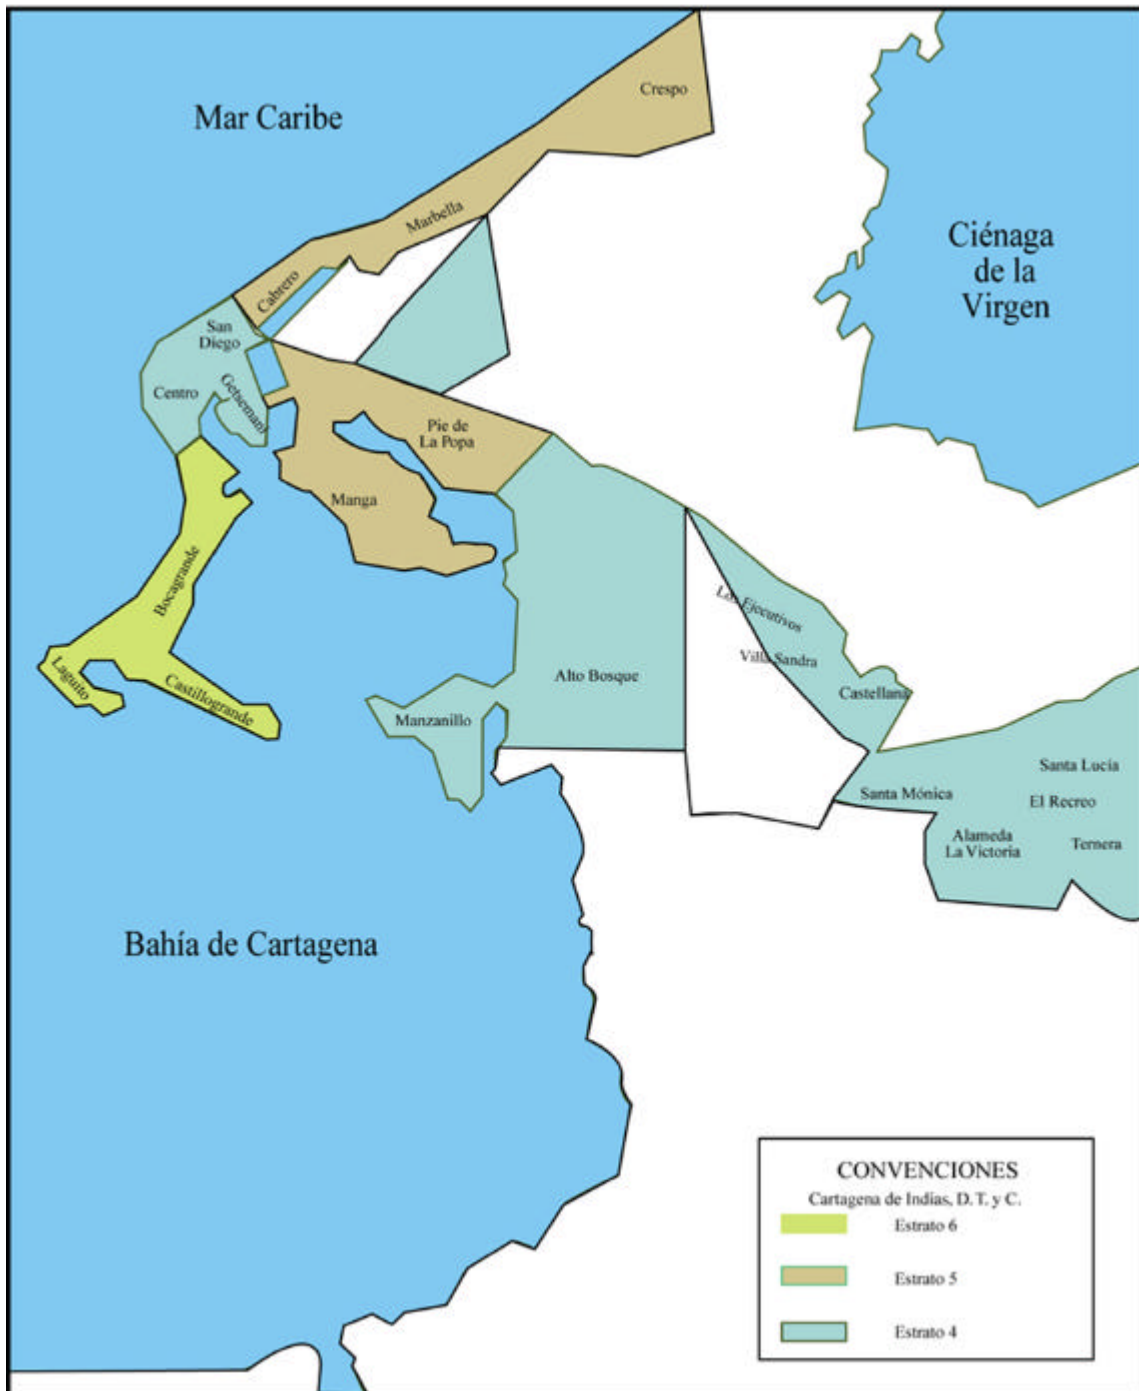 Crespo
Mar Caribe
Marbella
Ciénaga
de la
Virgen
Cabrero
San
Diego
Centro
Getsemaní
Pie de
La Popa
Manga
Bocagrande
Los Ejecutivos
Villa Sandra
Laguito
Castillogrande
Alto Bosque
Castellana
Manzanillo
Santa Lucía
Santa Mónica
El Recreo
Alameda
La Victoria
Ternera
Bahía de Cartagena
CONVENCIONES
Cartagena de Indias, D. T. y C.
Estrato 6
Estrato 5
Estrato 4